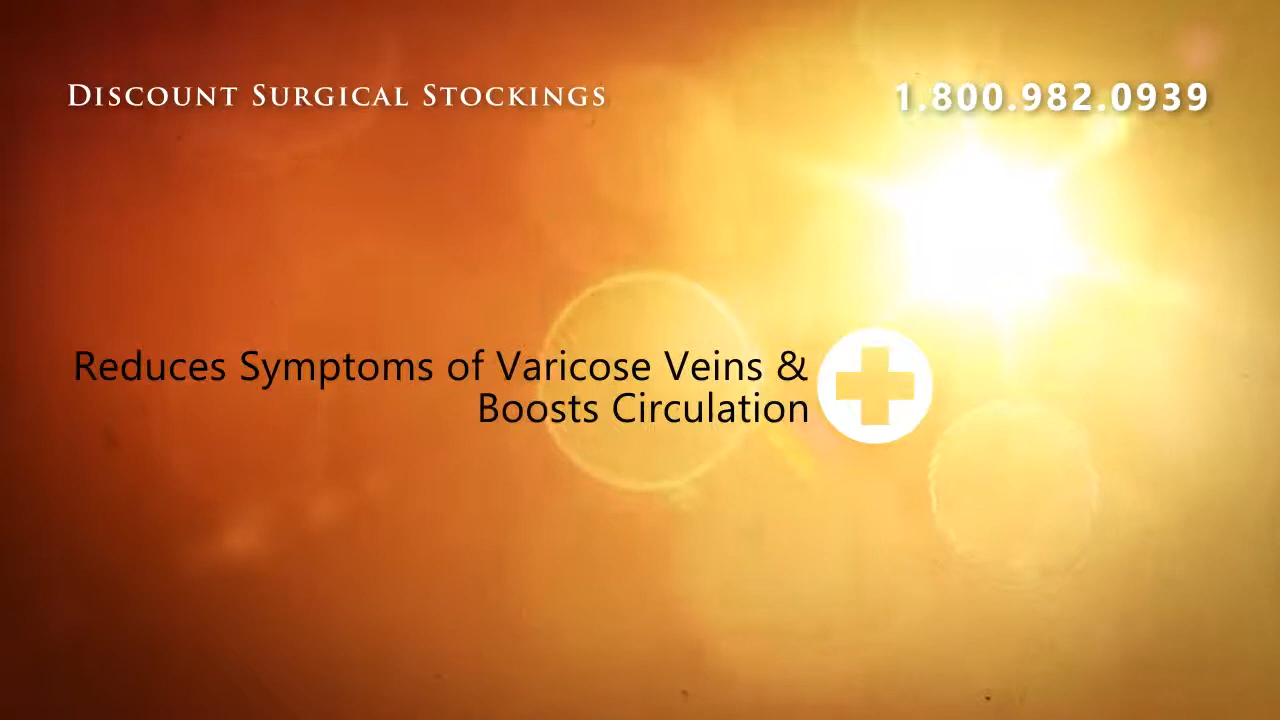 Discount Surgical Stockings
1.800.982.0939
Reduces Symptoms of Varicose Veins &
Boosts Circulation